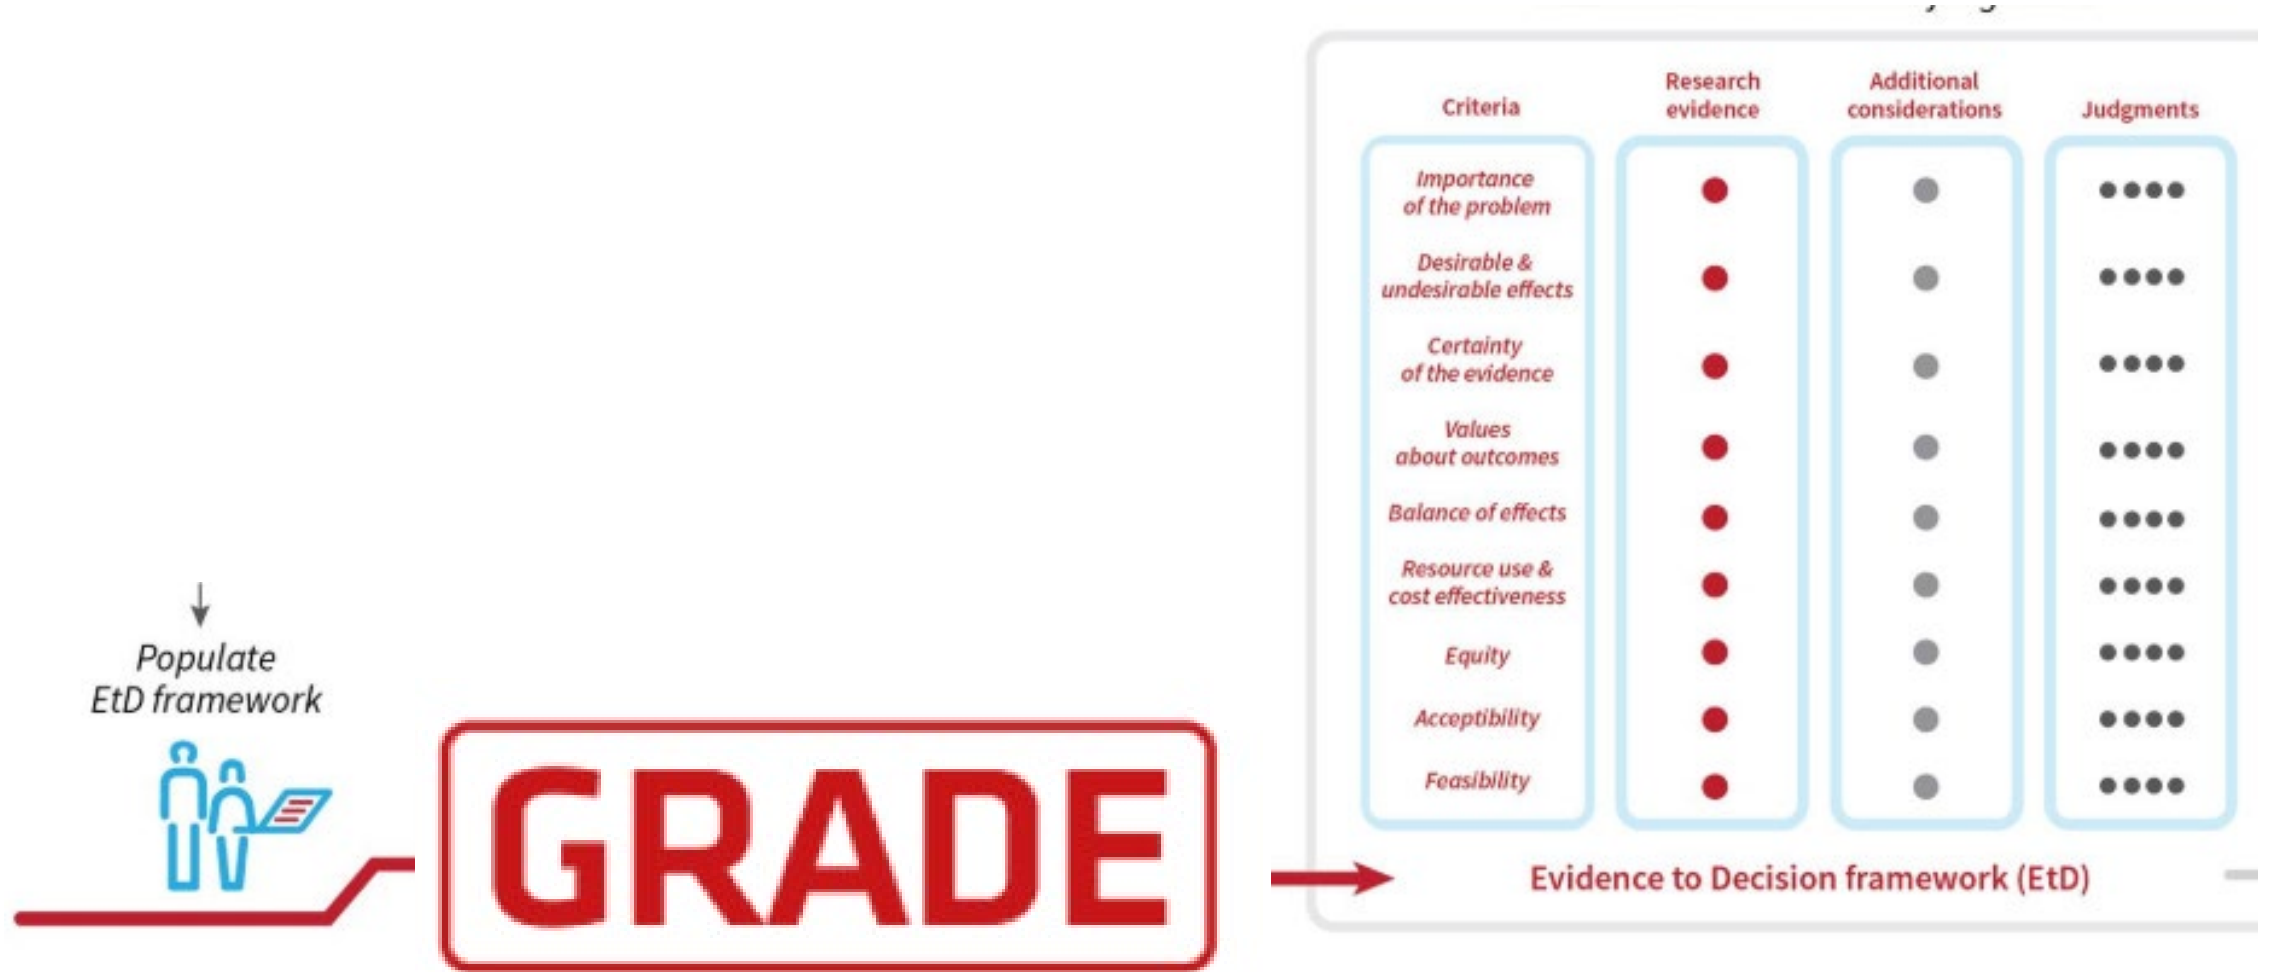 Populate
EtD framework
GRADE
Criteria
Research
evidence
Additional
considerations
Judgments
Importance
of the problem
Desirable &
undesirable effects
Certainty
of the evidence
Values
about outcomes
Balance of effects
Resource use &
cost effectiveness
Equity
Acceptibility
Feasibility
Evidence to Decision framework (EtD)